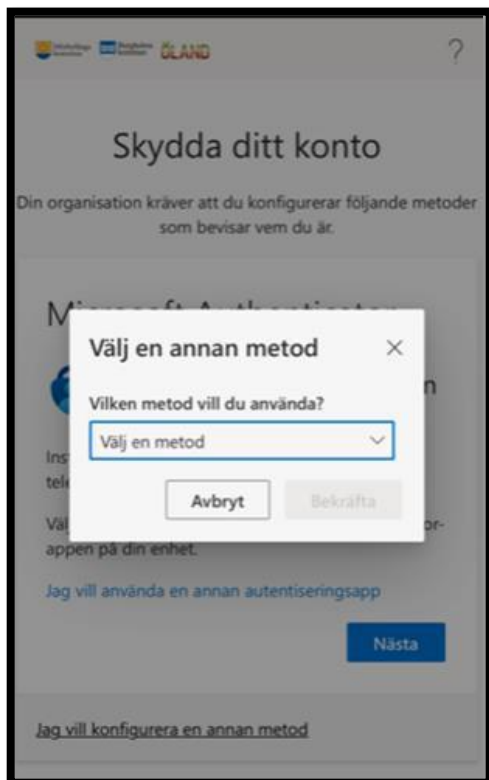 ÖLAND
?
Skydda ditt konto
Din organisation kräver att du konfigurerar följande metoder
som bevisar vem du är.
Välj en annan metod
Vilken metod vill du använda?
Välj en metod
Avbryt
Bekräfta
appen på din enhet.
Jag vill använda en annan autentiseringsapp
Nästa
Jag vill konfigurera en annan metod